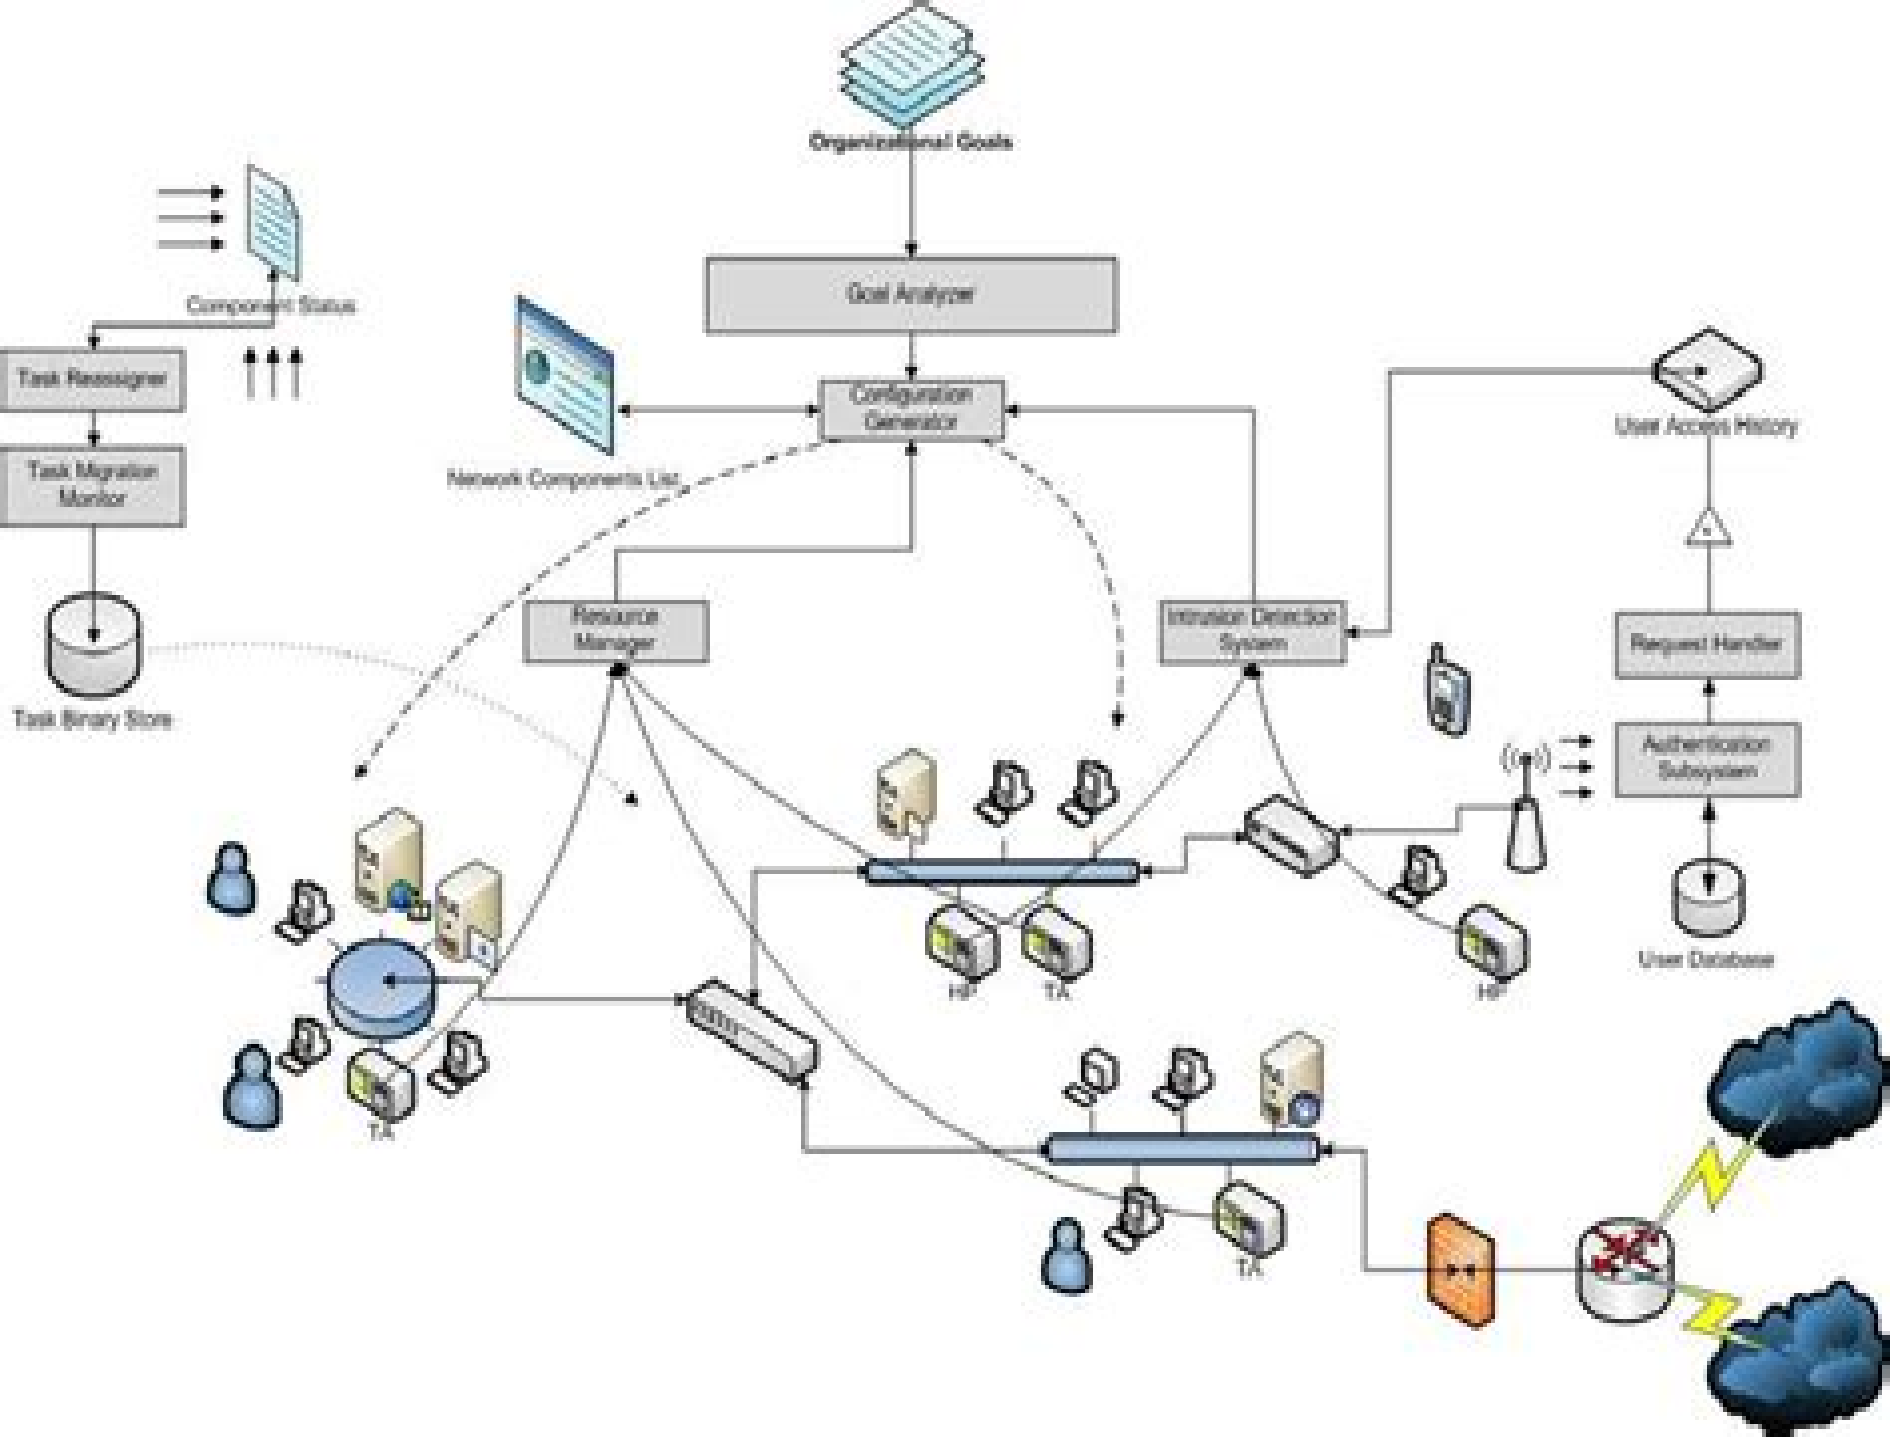 Organizational Goals
Component Status
Goal Analyzer
Task Reassigner
Configuration
Generator
User Access History
Task Migration
Monitor
Network Components List
Resource
Manager
Intrusion Detection
System
Request Handler
Task Binary Store
Authentication
Subsystem
User Database
HP
TA
HP
TA
TA